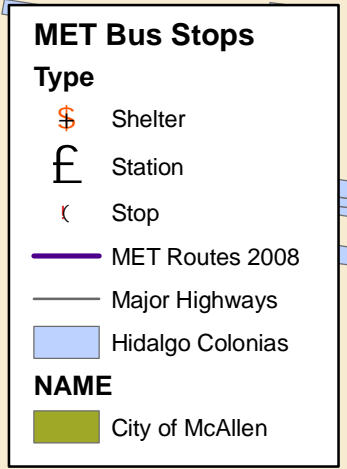 MET Bus Stops
Type
$ Shelter
£ Station
( Stop
MET Routes 2008
Major Highways
Hidalgo Colonias
NAME
City of McAllen